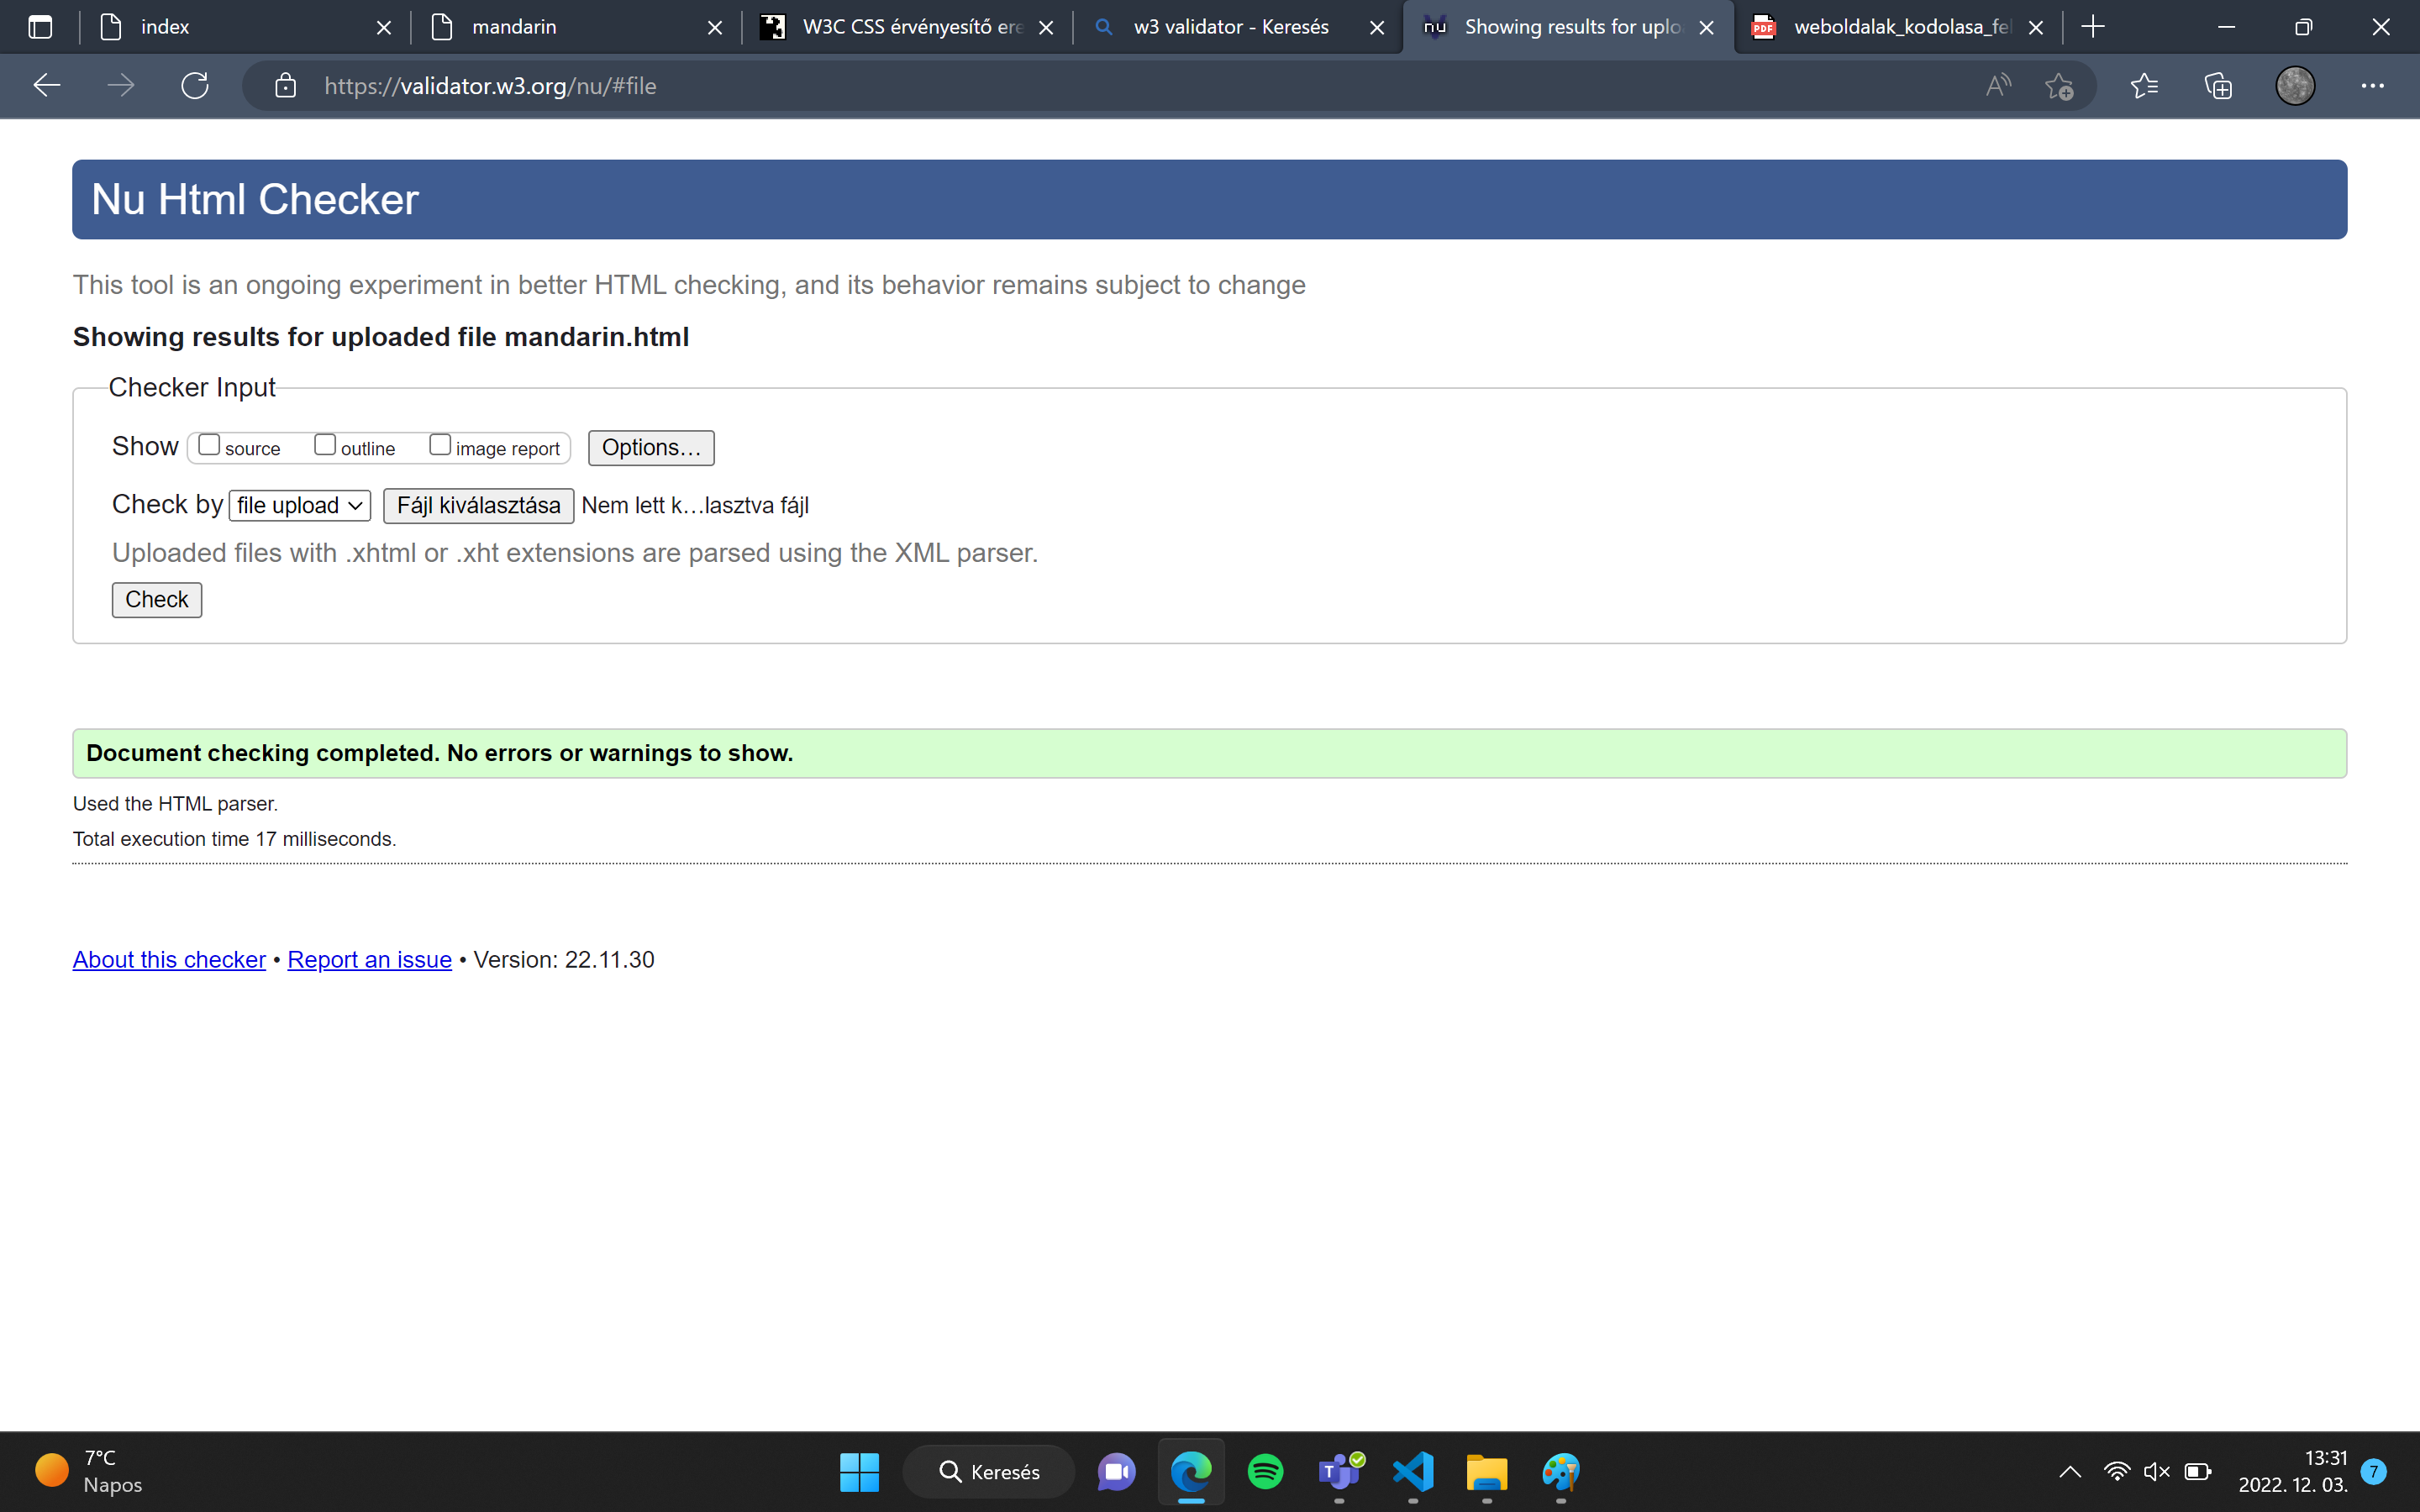 index
mandarin
W3C CSS érvényesítő ere
w3 validator - Keresés
nu
Showing results for uplo
PDF
weboldalak_kodolasa_fel
https://validator.w3.org/nu/#file
Nu Html Checker
This tool is an ongoing experiment in better HTML checking, and its behavior remains subject to change
Showing results for uploaded file mandarin.html
Checker Input
Show source outline image report Options...
Check by file upload Fájl kiválasztása Nem lett k...lasztva fájl
Uploaded files with .xhtml or .xht extensions are parsed using the XML parser.
Check
Document checking completed. No errors or warnings to show.
Used the HTML parser.
Total execution time 17 milliseconds.
About this checker • Report an issue • Version: 22.11.30
7°C
Napos
Keresés
T
13:31
2022. 12. 03.
7